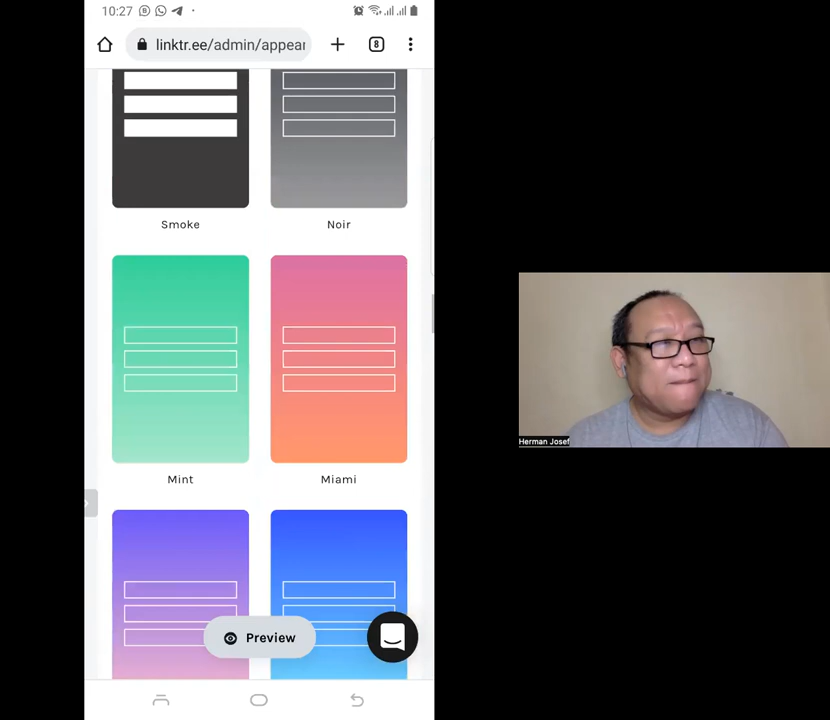 10:27
linktr.ee/admin/appear
8
Smoke
Noir
Mint
Miami
Preview
Herman Josef